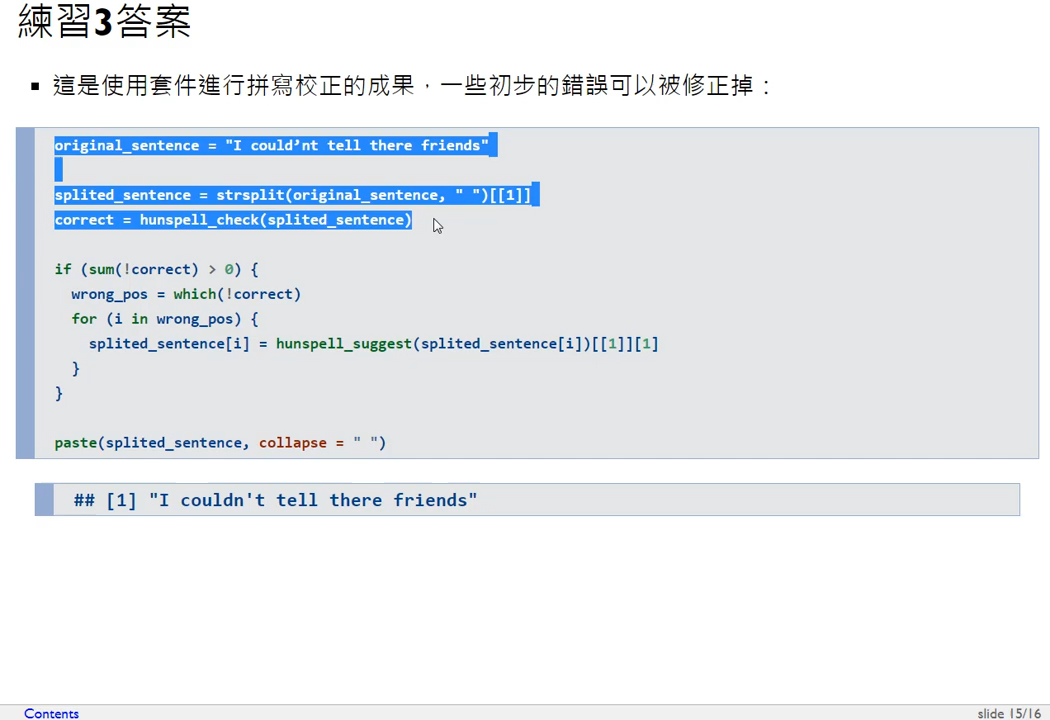 練習3答案
▪ 這是使用套件進行拼寫校正的成果，一些初步的錯誤可以被修正掉：
original_sentence = "I could’nt tell there friends"
splited_sentence = strsplit(original_sentence, " ")[[1]]
correct = hunspell_check(splited_sentence)
if (sum(!correct) > 0) {
wrong_pos = which(!correct)
for (i in wrong_pos) {
splited_sentence[i] = hunspell_suggest(splited_sentence[i])[[1]][1]
}
}
paste(splited_sentence, collapse = " ")
## [1] "I couldn't tell there friends"
Contents
slide 15/16